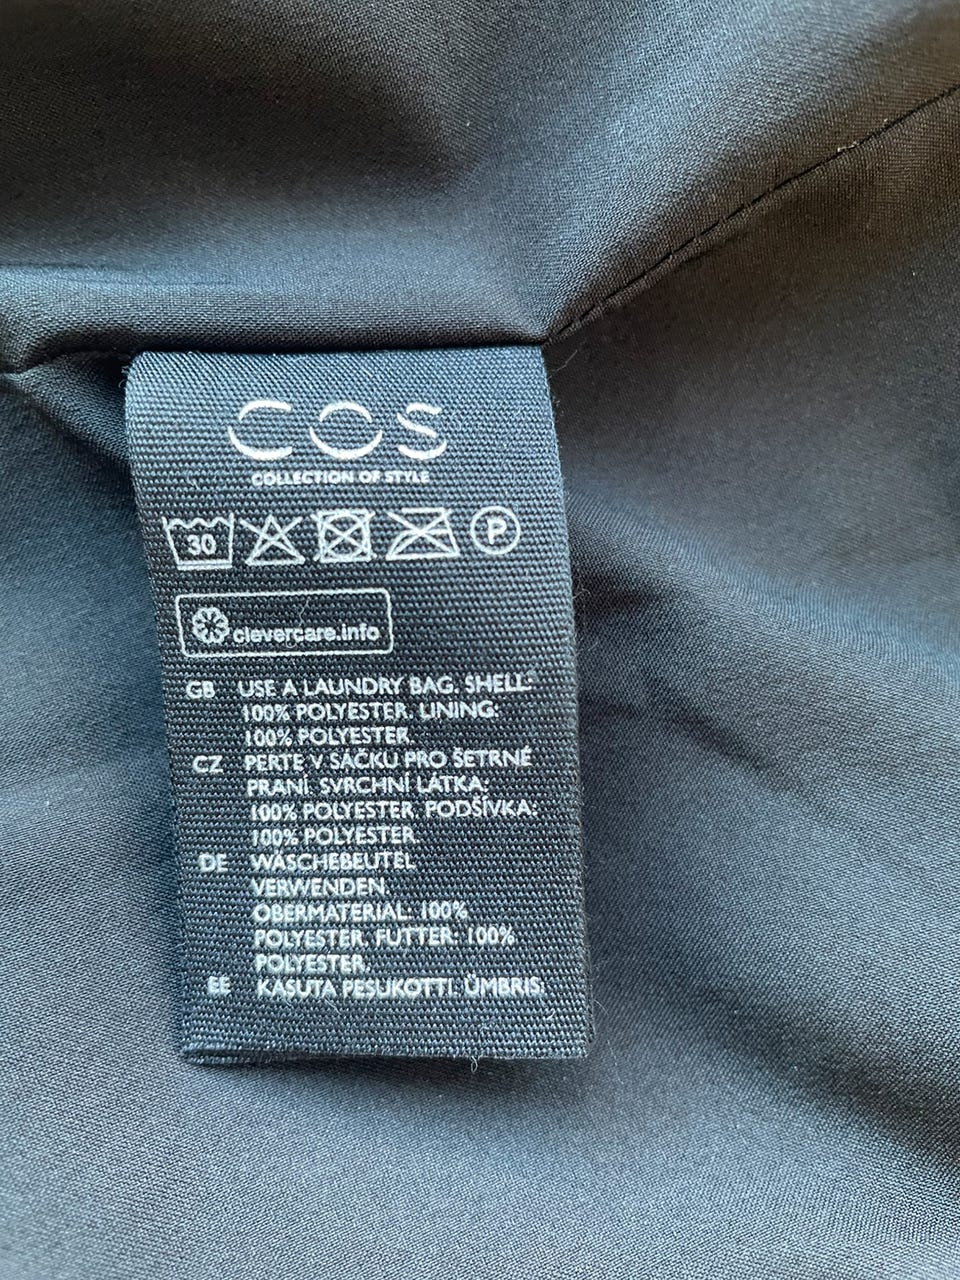 COS
COLLECTION OF STYLE
30
P
clevercare.info
GB USE A LAUNDRY BAG. SHELL:
100% POLYESTER. LINING:
100% POLYESTER
CZ PERTE V SÁČKU PRO ŠETRNÉ
PRANÍ. SVRCHNÍ LÁTKA:
100% POLYESTER. PODŠÍVKA:
100% POLYESTER
DE WÄSCHEBEUTEL
VERWENDEN.
OBERMATERIAL: 100%
POLYESTER. FUTTER: 100%
POLYESTER.
EE KASUTA PESUKOTTI. ÜMBRIS: